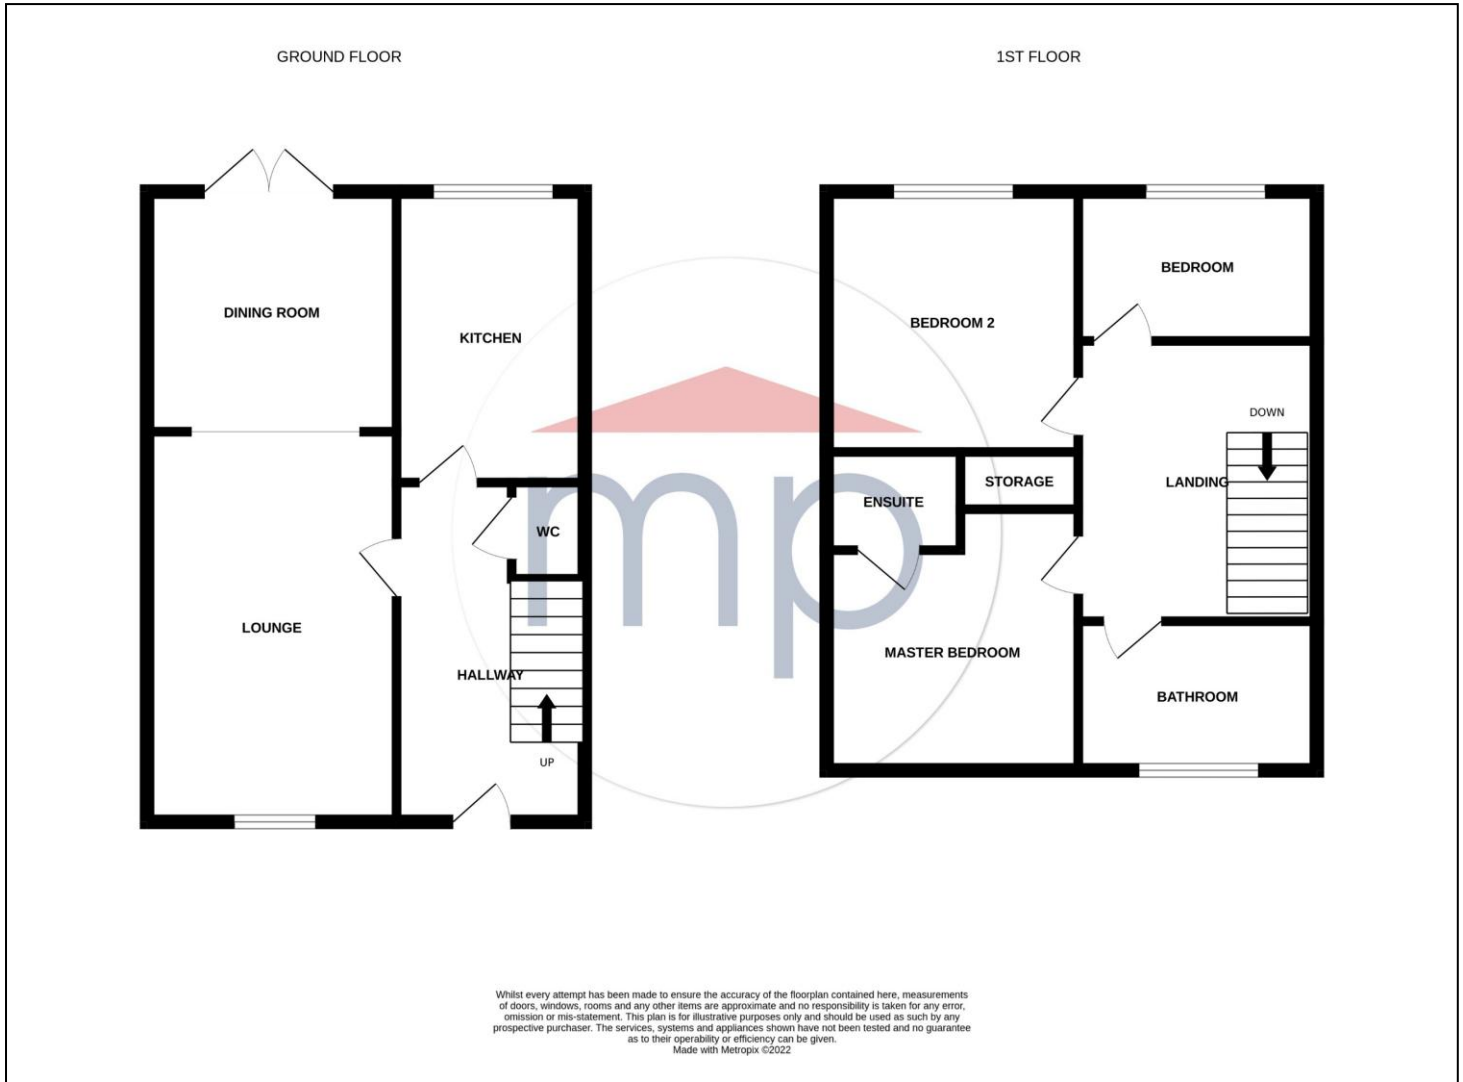 GROUND FLOOR
1ST FLOOR
DINING ROOM
KITCHEN
WC
LOUNGE
HALLWAY
UP
BEDROOM
BEDROOM 2
DOWN
STORAGE
LANDING
ENSUITE
MASTER BEDROOM
BATHROOM
mp
Whilst every attempt has been made to ensure the accuracy of the floorplan contained here, measurements
of doors, windows, rooms and any other items are approximate and no responsibility is taken for any error,
omission or mis-statement. This plan is for illustrative purposes only and should be used as such by any
prospective purchaser. The services, systems and appliances shown have not been tested and no guarantee
as to their operability or efficiency can be given.
Made with Metropix ©2022